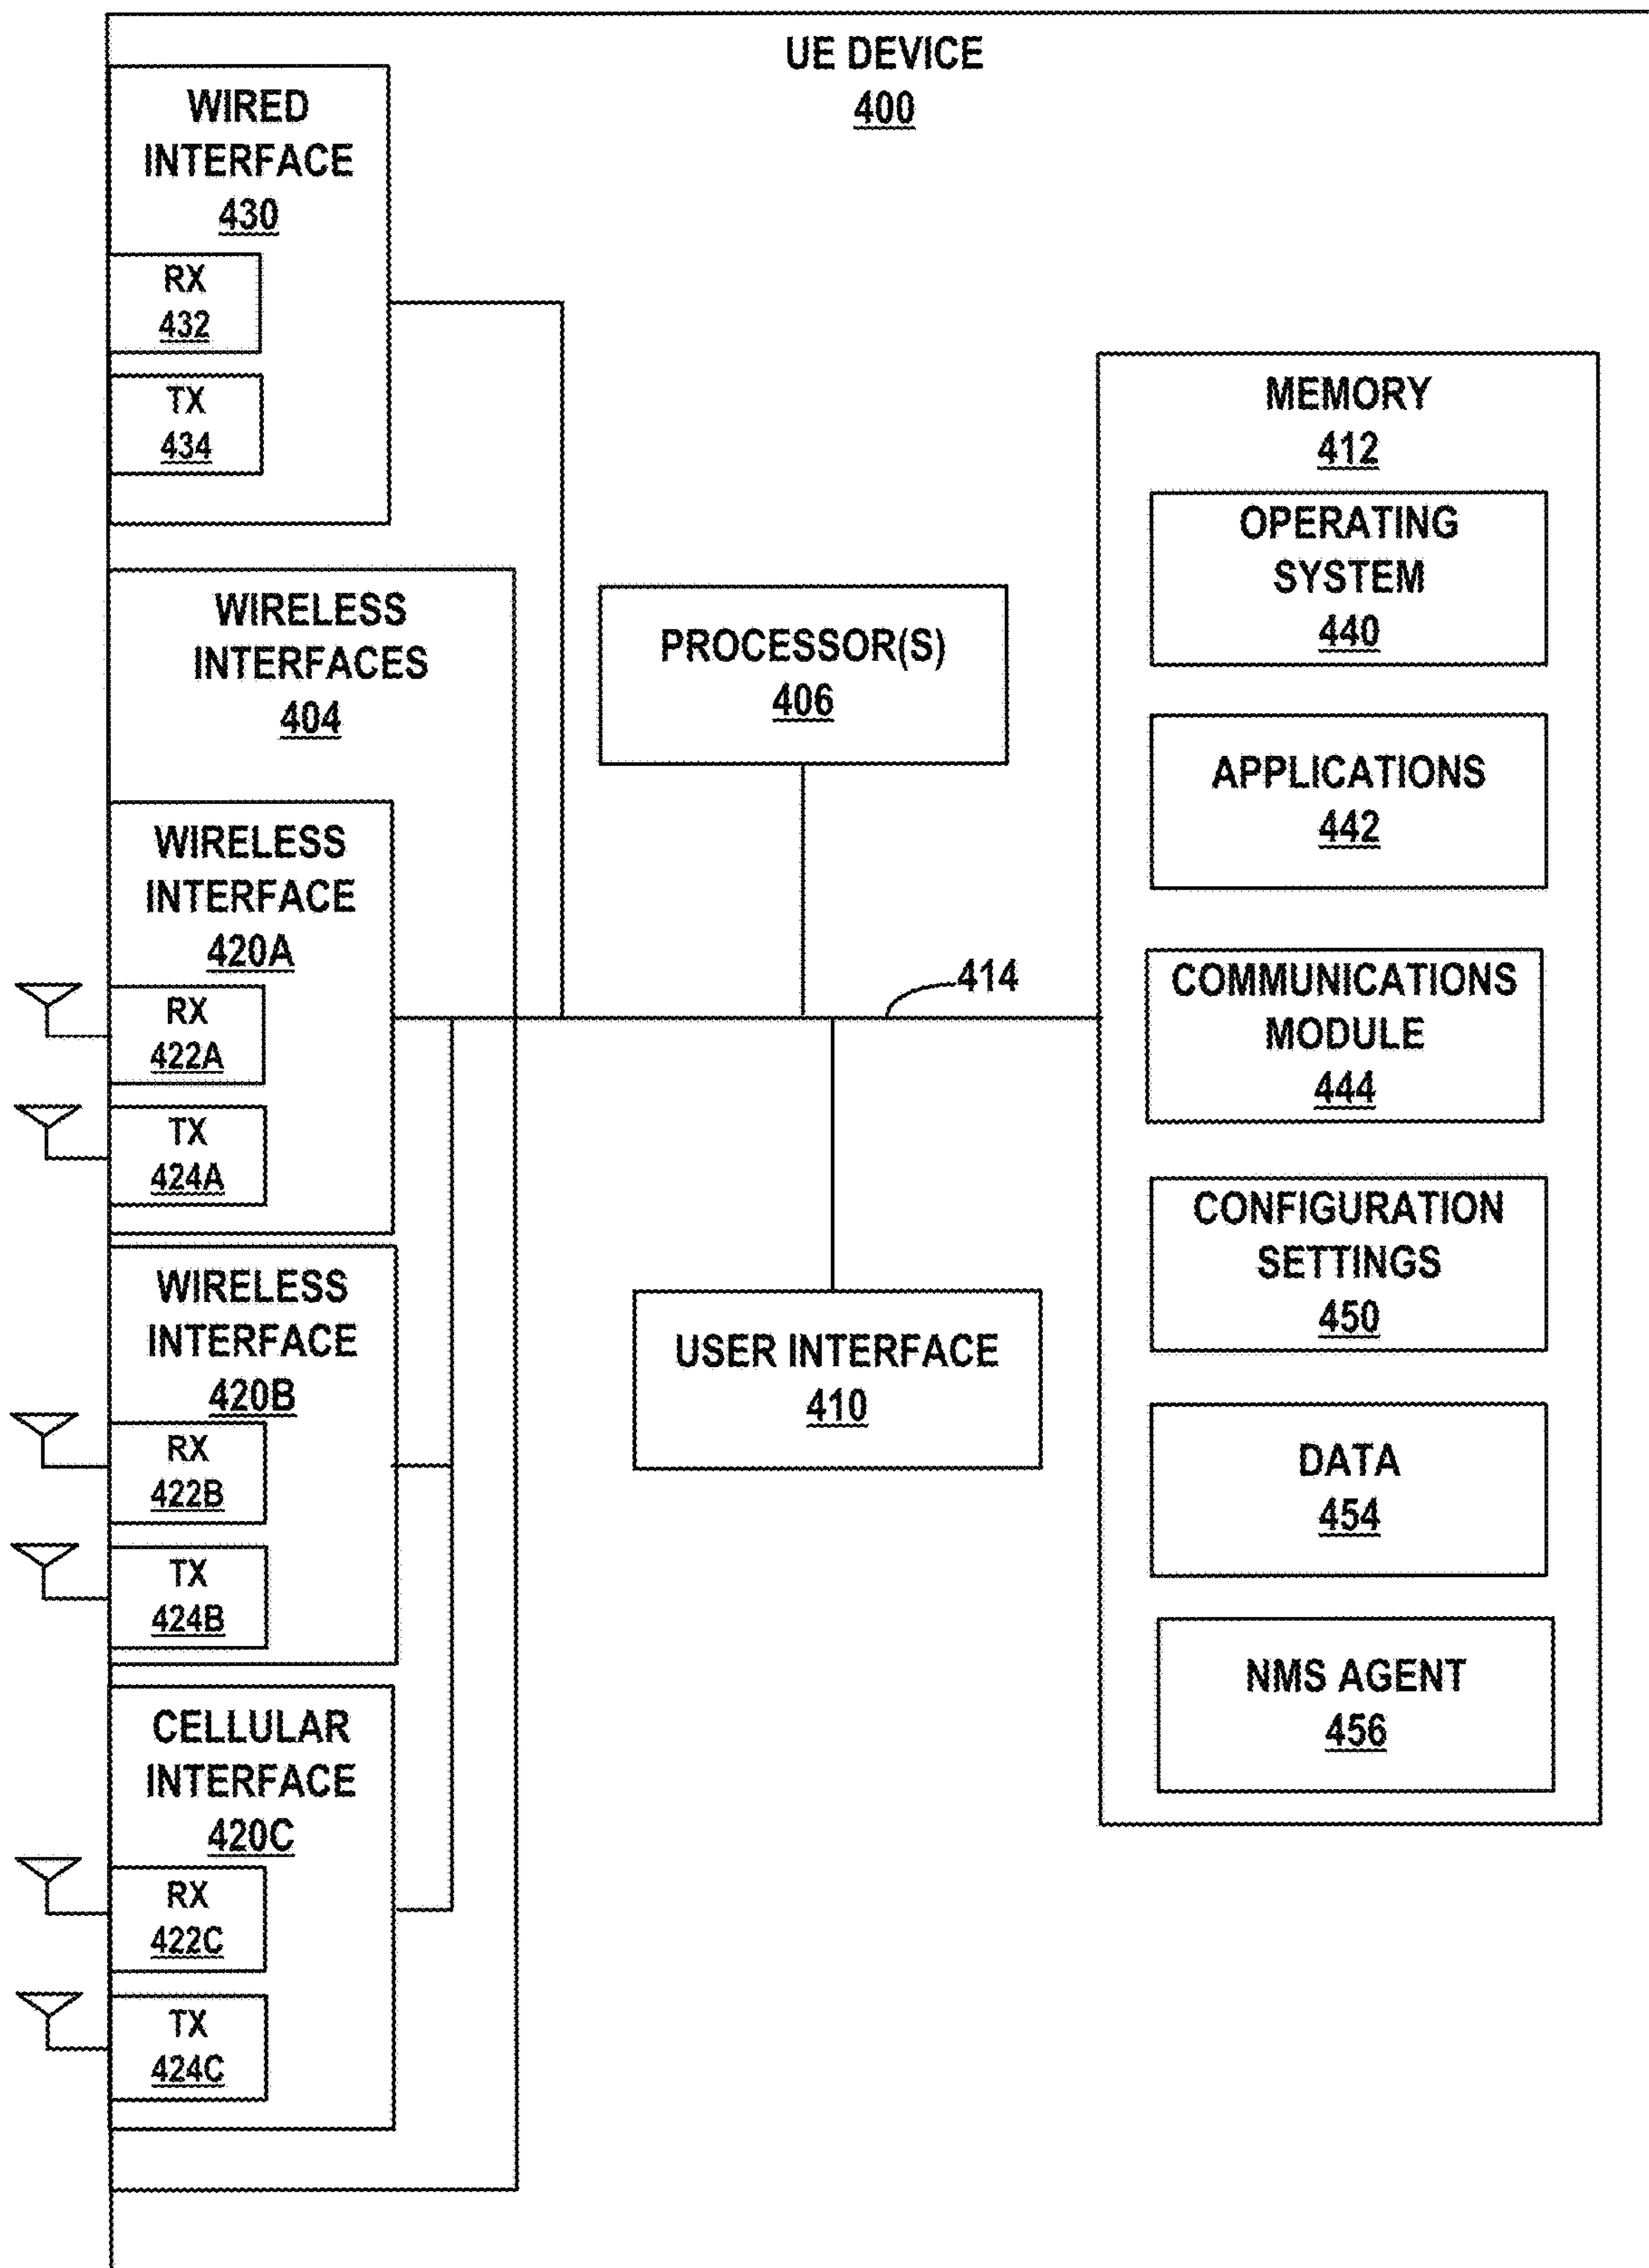 UE DEVICE
400
WIRED
INTERFACE
430
RX
432
TX
434
WIRELESS
INTERFACES
404
WIRELESS
INTERFACE
420A
RX
422A
TX
424A
WIRELESS
INTERFACE
420B
RX
422B
TX
424B
CELLULAR
INTERFACE
420C
RX
422C
TX
424C
PROCESSOR(S)
406
414
USER INTERFACE
410
MEMORY
412
OPERATING
SYSTEM
440
APPLICATIONS
442
COMMUNICATIONS
MODULE
444
CONFIGURATION
SETTINGS
450
DATA
454
NMS AGENT
456